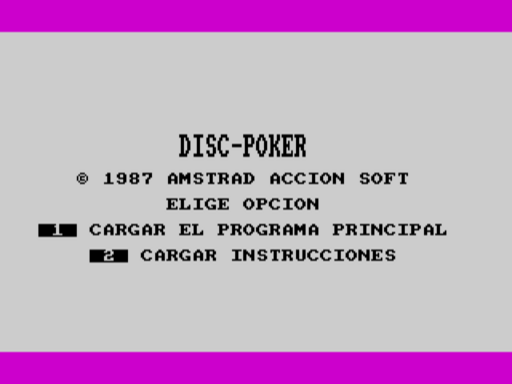 DISC-POKER
© 1987 AMSTRAD ACCION SOFT
ELIGE OPCION
1 CARGAR EL PROGRAMA PRINCIPAL
2 CARGAR INSTRUCCIONES